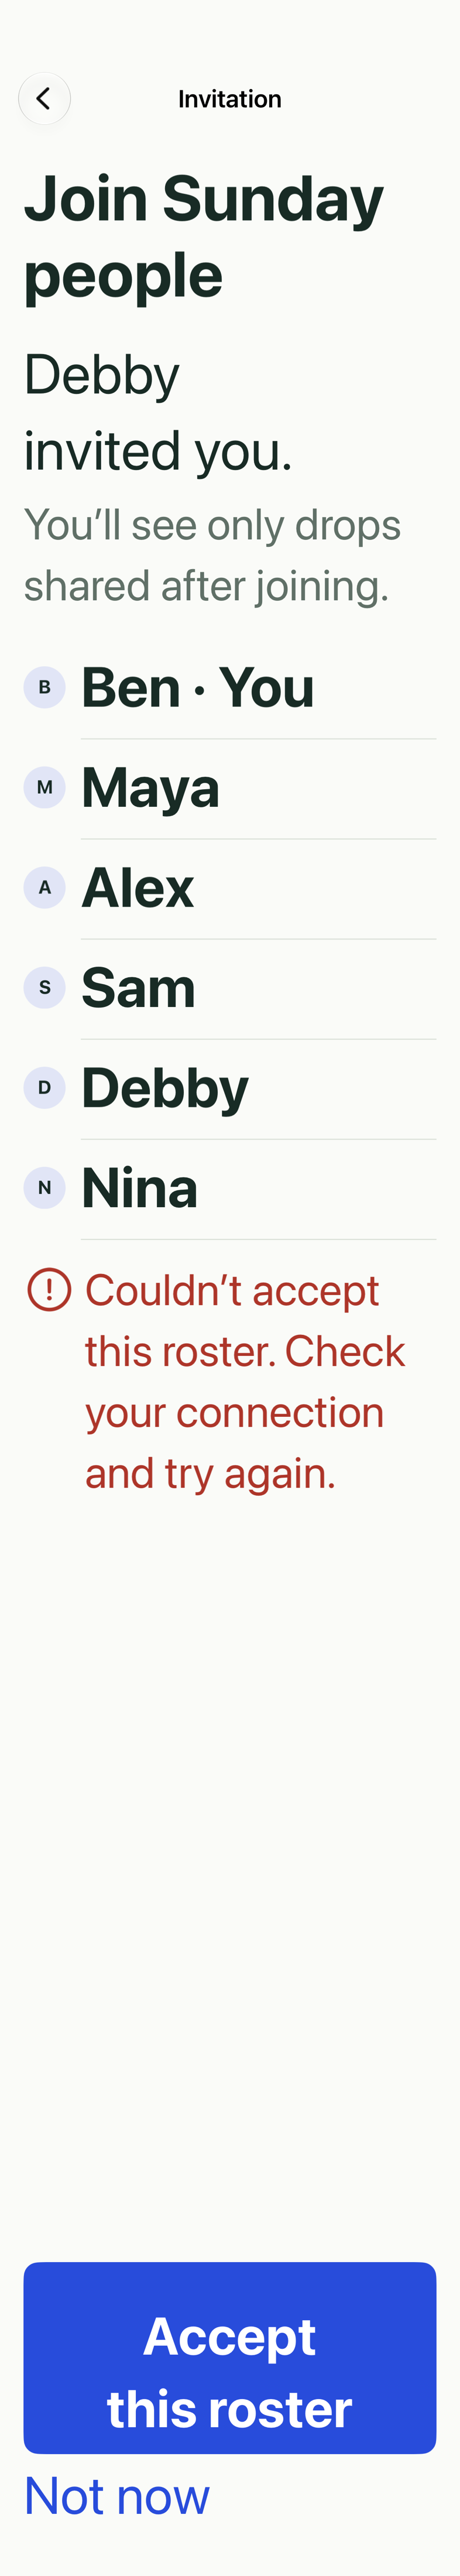 Invitation
Join Sunday
people
Debby
invited you.
You’ll see only drops
shared after joining.
B Ben · You
M Maya
A Alex
S Sam
D Debby
N Nina
Couldn’t accept
this roster. Check
your connection
and try again.
Accept
this roster
Not now